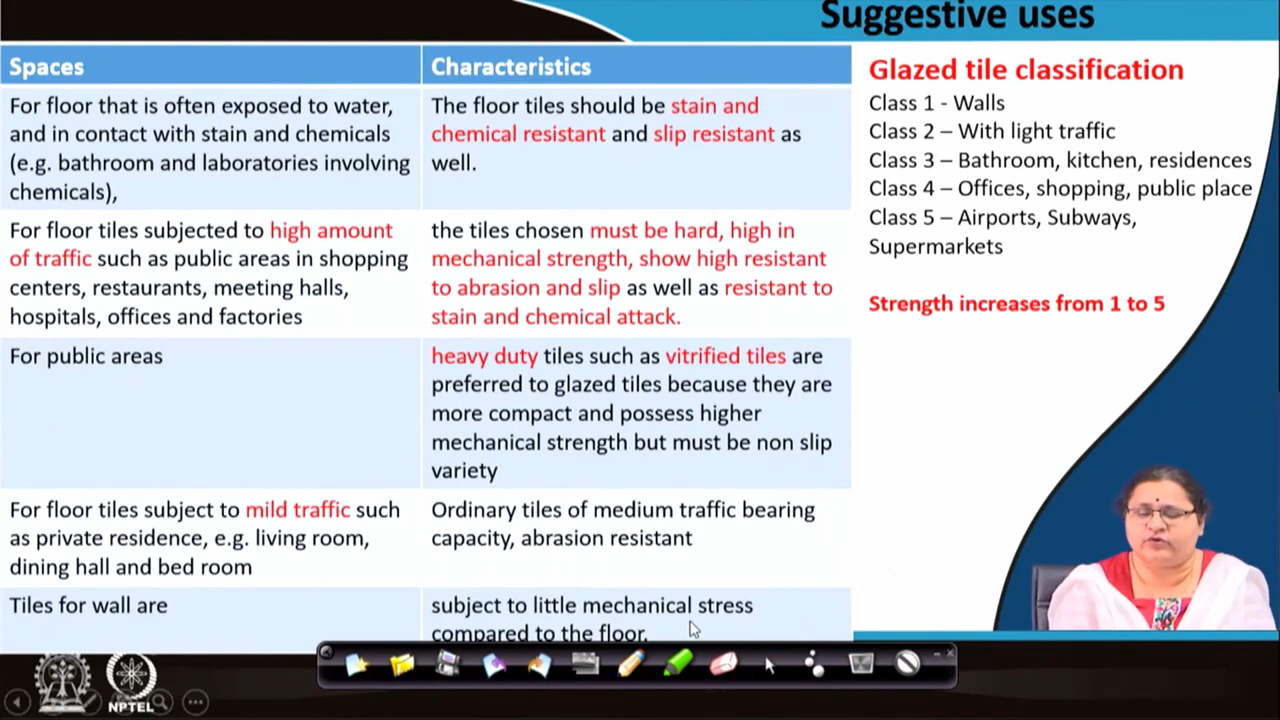 Suggestive uses
Spaces
Characteristics
For floor that is often exposed to water,
and in contact with stain and chemicals
(e.g. bathroom and laboratories involving
chemicals),
The floor tiles should be stain and
chemical resistant and slip resistant as
well.
For floor tiles subjected to high amount
of traffic such as public areas in shopping
centers, restaurants, meeting halls,
hospitals, offices and factories
the tiles chosen must be hard, high in
mechanical strength, show high resistant
to abrasion and slip as well as resistant to
stain and chemical attack.
For public areas
heavy duty tiles such as vitrified tiles are
preferred to glazed tiles because they are
more compact and possess higher
mechanical strength but must be non slip
variety
For floor tiles subject to mild traffic such
as private residence, e.g. living room,
dining hall and bed room
Ordinary tiles of medium traffic bearing
capacity, abrasion resistant
Tiles for wall are
subject to little mechanical stress
compared to the floor.
Glazed tile classification
Class 1 - Walls
Class 2 – With light traffic
Class 3 – Bathroom, kitchen, residences
Class 4 – Offices, shopping, public place
Class 5 – Airports, Subways,
Supermarkets
Strength increases from 1 to 5
NPTEL